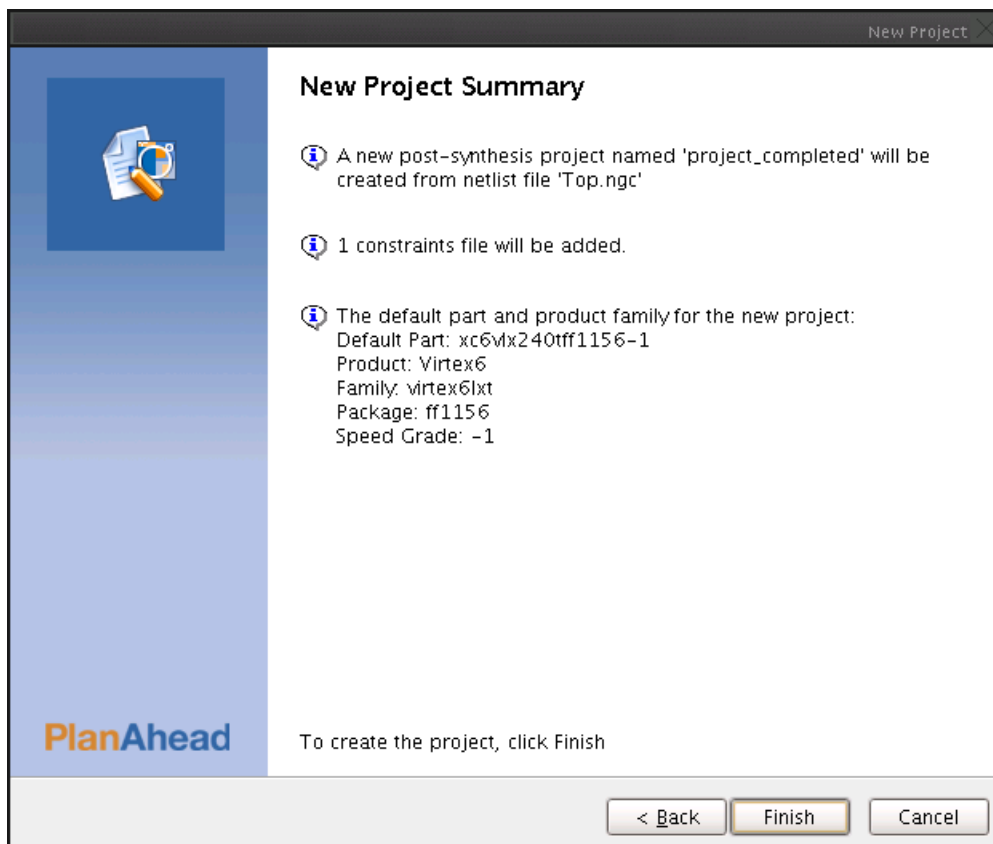 New Project
New Project Summary
A new post-synthesis project named 'project_completed' will be
created from netlist file 'Top.ngc'
1 constraints file will be added.
The default part and product family for the new project:
Default Part: xc6vlx240tff1156-1
Product: Virtex6
Family: virtex6lxt
Package: ff1156
Speed Grade: -1
PlanAhead
To create the project, click Finish
< Back
Finish
Cancel